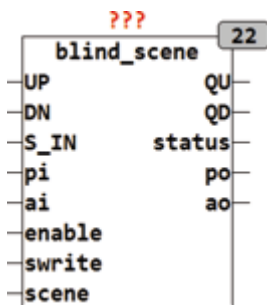 ???
22
blind_scene
UP QU
DN QD
S_IN status
pi po
ai ao
enable
swrite
scene